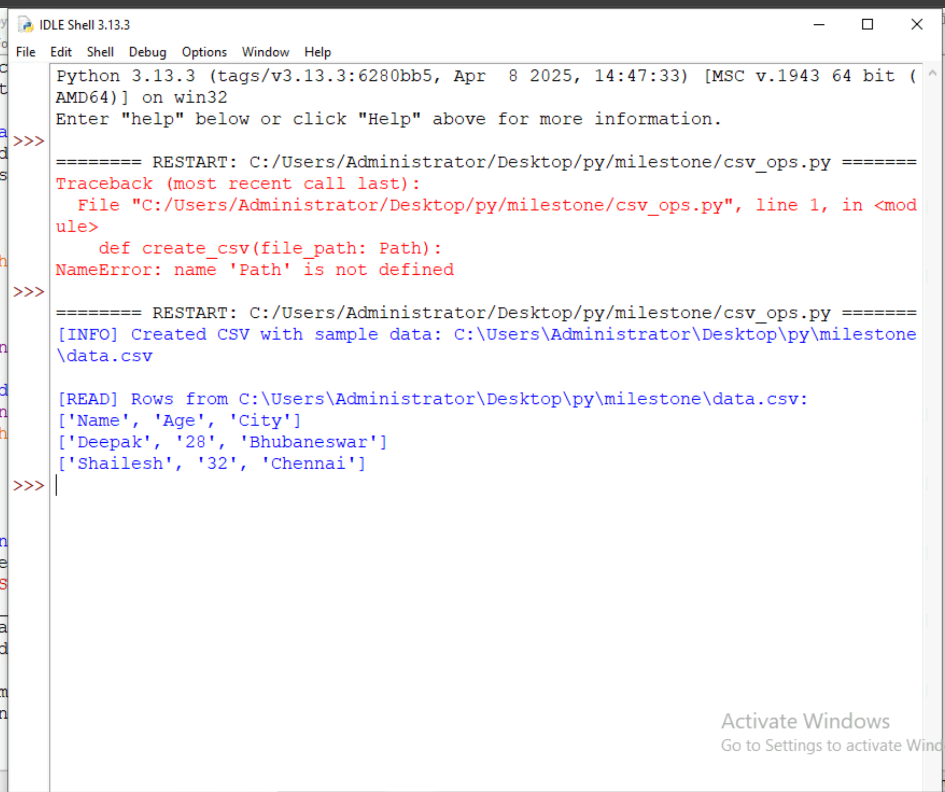 IDLE Shell 3.13.3
File Edit Shell Debug Options Window Help
Python 3.13.3 (tags/v3.13.3:6280bb5, Apr  8 2025, 14:47:33) [MSC v.1943 64 bit (
AMD64)] on win32
Enter "help" below or click "Help" above for more information.
>>>
======== RESTART: C:/Users/Administrator/Desktop/py/milestone/csv_ops.py =======
Traceback (most recent call last):
  File "C:/Users/Administrator/Desktop/py/milestone/csv_ops.py", line 1, in <mod
ule>
    def create_csv(file_path: Path):
NameError: name 'Path' is not defined
>>>
======== RESTART: C:/Users/Administrator/Desktop/py/milestone/csv_ops.py =======
[INFO] Created CSV with sample data: C:\Users\Administrator\Desktop\py\milestone
\data.csv
[READ] Rows from C:\Users\Administrator\Desktop\py\milestone\data.csv:
['Name', 'Age', 'City']
['Deepak', '28', 'Bhubaneswar']
['Shailesh', '32', 'Chennai']
>>>
Activate Windows
Go to Settings to activate Wind